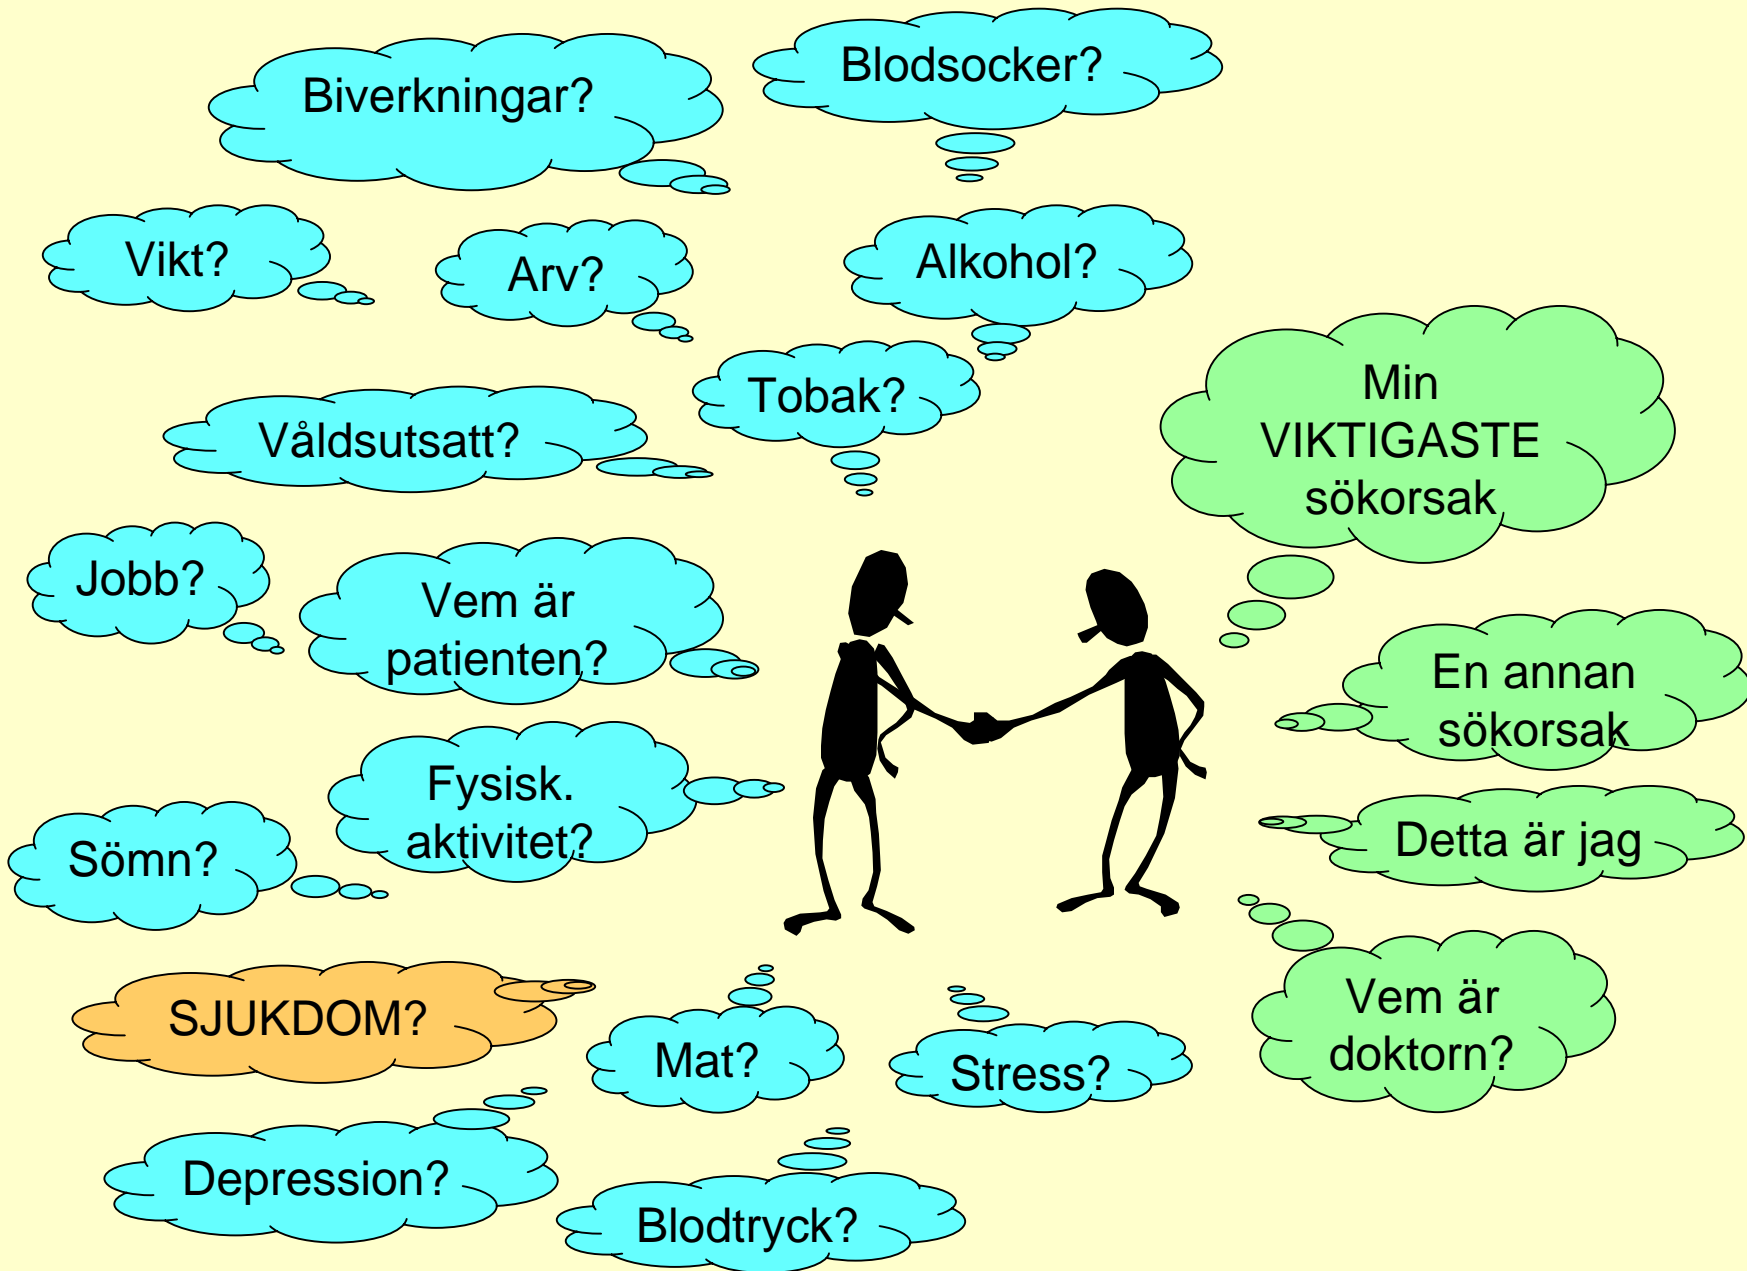 Biverkningar?
Blodsocker?
Vikt?
Arv?
Alkohol?
Tobak?
Våldsutsatt?
Min
VIKTIGASTE
sökorsak
Jobb?
Vem är
patienten?
En annan
sökorsak
Fysisk.
aktivitet?
Detta är jag
Sömn?
SJUKDOM?
Vem är
doktorn?
Mat?
Stress?
Depression?
Blodtryck?